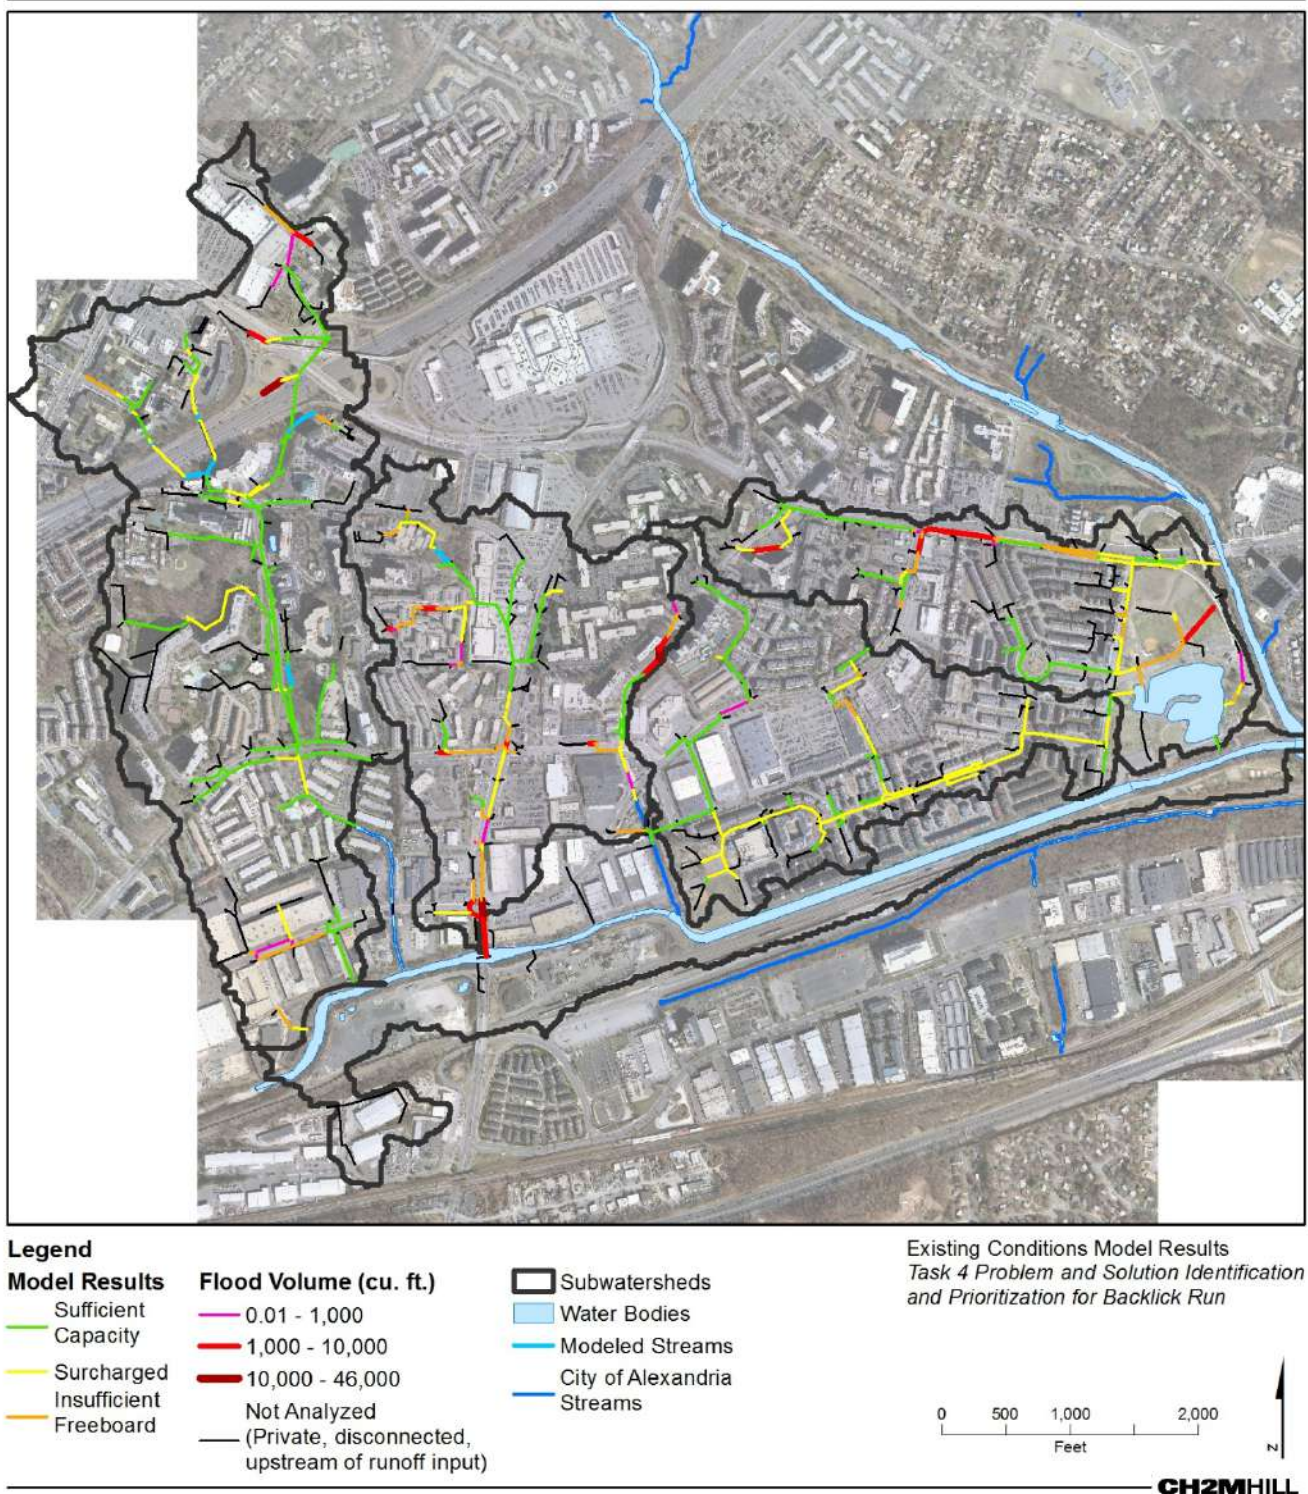 Legend
Model Results
Sufficient
Capacity
Surcharged
Insufficient
Freeboard
Flood Volume (cu. ft.)
0.01 - 1,000
1,000 - 10,000
10,000 - 46,000
Not Analyzed
(Private, disconnected,
upstream of runoff input)
Subwatersheds
Water Bodies
Modeled Streams
City of Alexandria
Streams
Existing Conditions Model Results
Task 4 Problem and Solution Identification
and Prioritization for Backlick Run
0 500 1,000 2,000
Feet
N
CH2MHILL